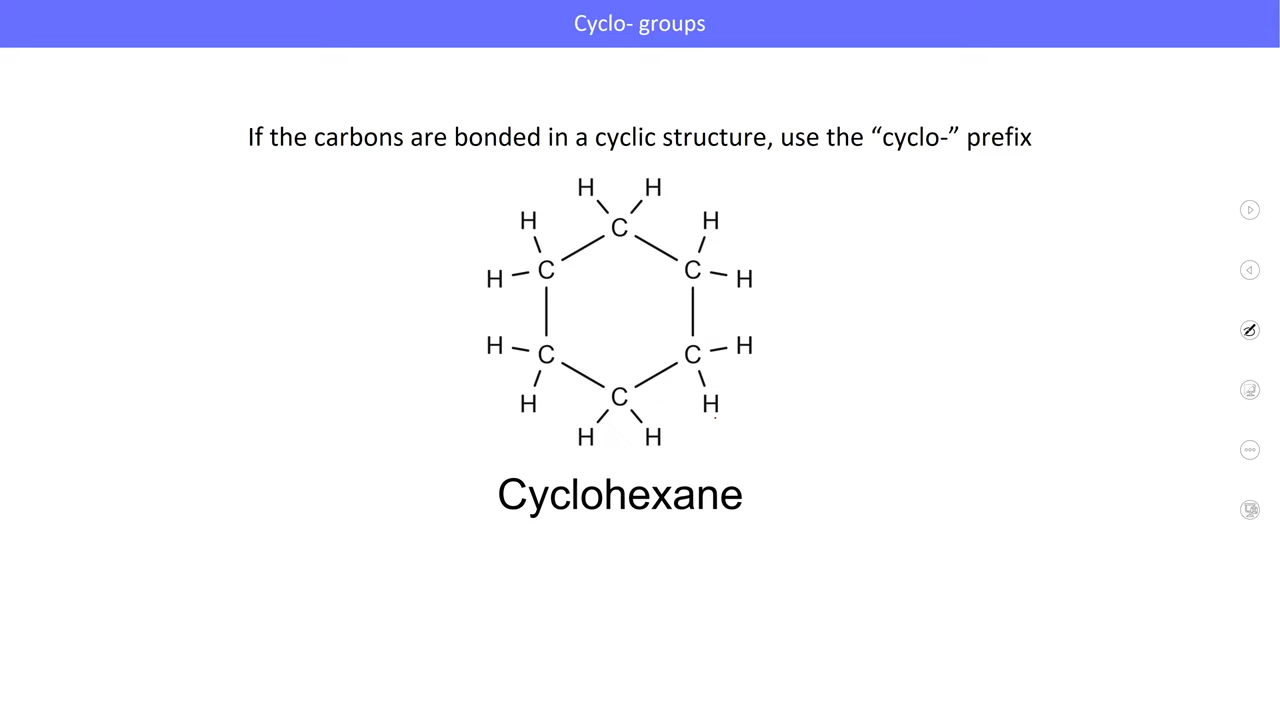 Cyclo- groups
If the carbons are bonded in a cyclic structure, use the “cyclo-” prefix
H H
H C H
H C C H
H C C H
H C H
H H
Cyclohexane